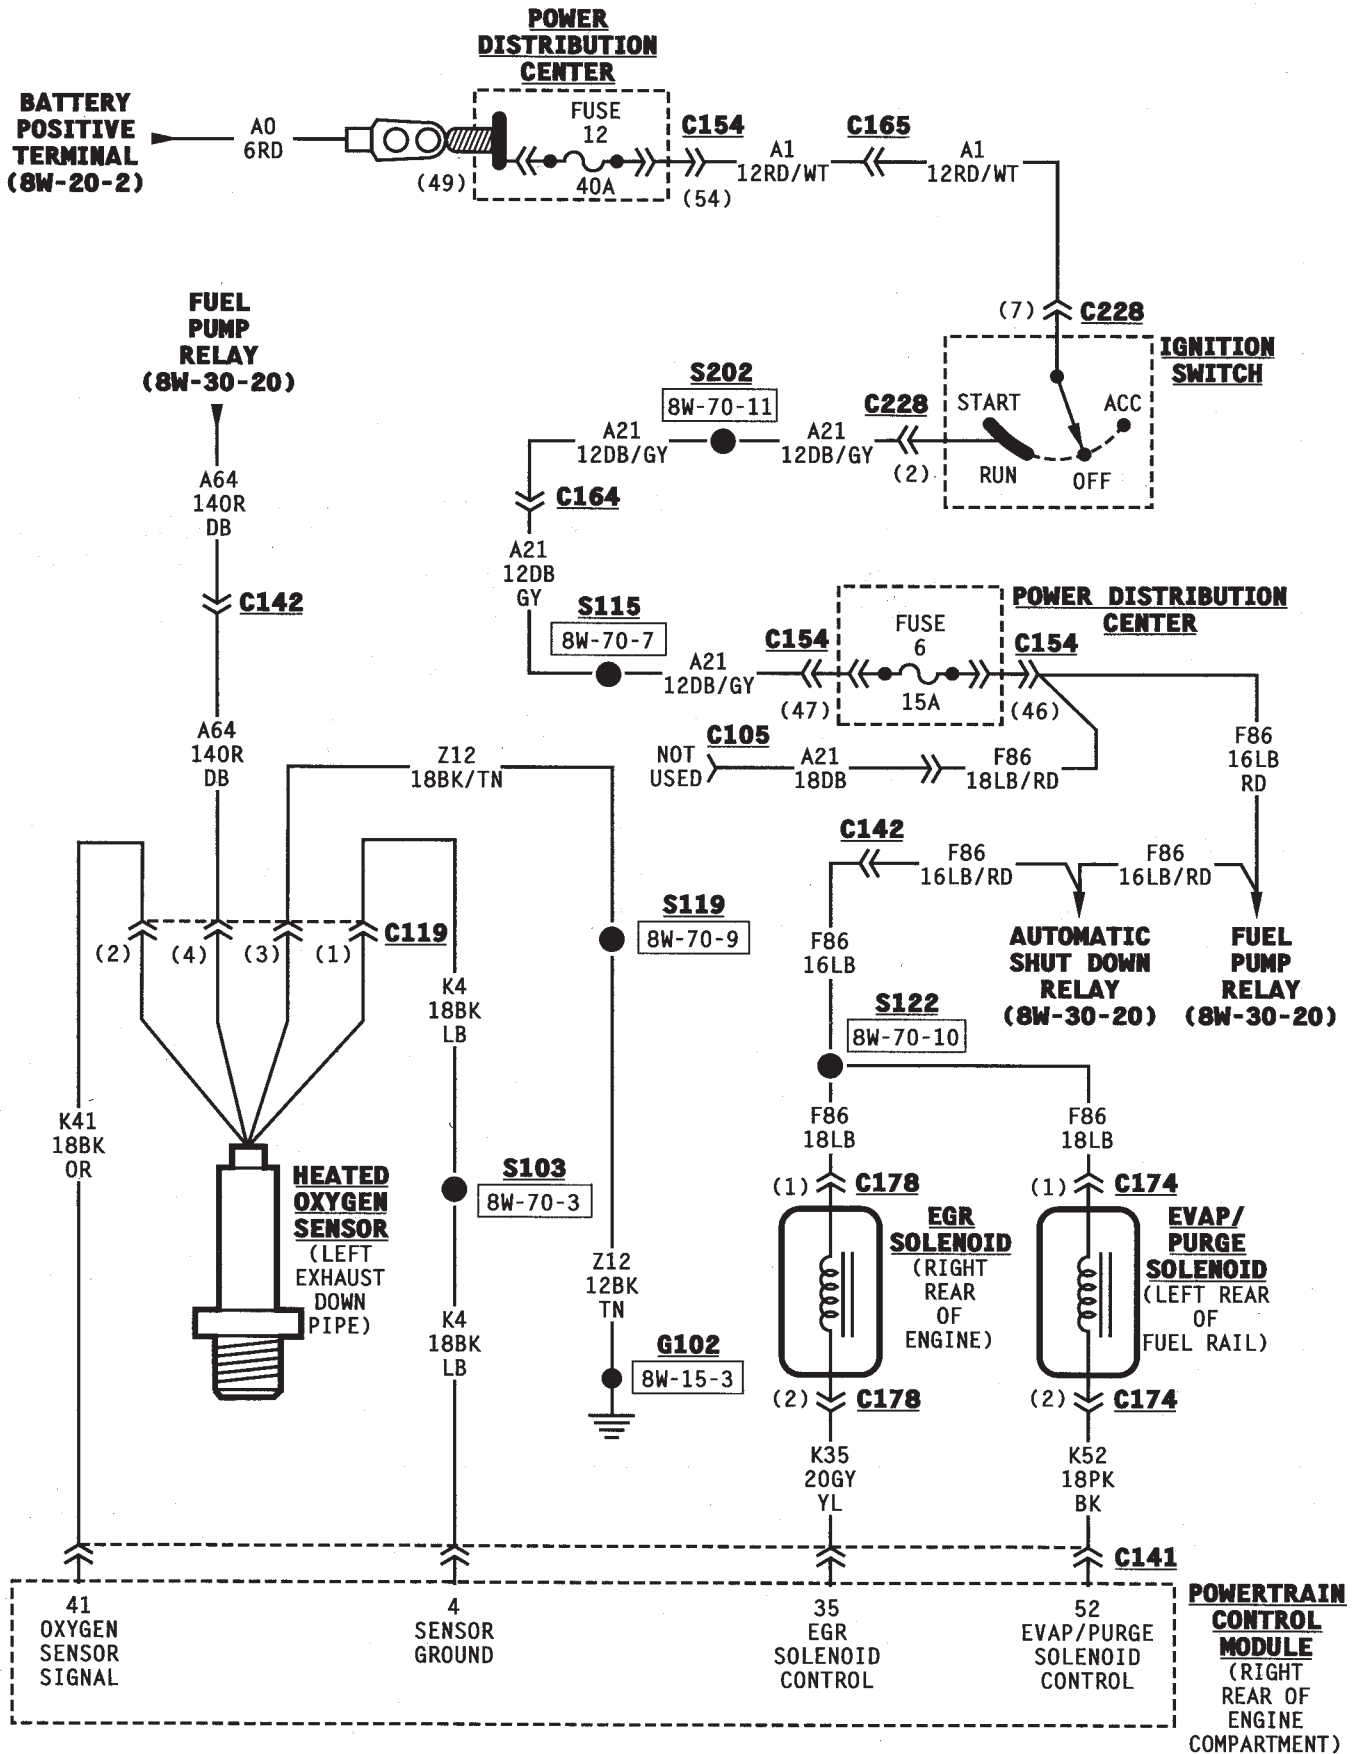 POWER
DISTRIBUTION
CENTER
BATTERY
POSITIVE
TERMINAL
(8W-20-2)
A0
6RD
(49)
FUSE
12
40A
C154
(54)
A1
12RD/WT
C165
A1
12RD/WT
FUEL
PUMP
RELAY
(8W-30-20)
(7)
C228
IGNITION
SWITCH
START
ACC
RUN
OFF
S202
8W-70-11
C228
(2)
A21
12DB/GY
A21
12DB/GY
A64
14OR
DB
C164
A21
12DB
GY
C142
S115
8W-70-7
A21
12DB/GY
C154
(47)
FUSE
6
15A
POWER DISTRIBUTION
CENTER
C154
(46)
A64
14OR
DB
Z12
18BK/TN
NOT
USED
C105
A21
18DB
F86
18LB/RD
F86
16LB
RD
C142
F86
16LB/RD
F86
16LB/RD
(2)
(4)
(3)
(1)
C119
S119
8W-70-9
F86
16LB
AUTOMATIC
SHUT DOWN
RELAY
(8W-30-20)
FUEL
PUMP
RELAY
(8W-30-20)
K4
18BK
LB
S122
8W-70-10
K41
18BK
OR
F86
18LB
F86
18LB
HEATED
OXYGEN
SENSOR
(LEFT
EXHAUST
DOWN
PIPE)
S103
8W-70-3
(1)
C178
(1)
C174
EGR
SOLENOID
(RIGHT
REAR
OF
ENGINE)
EVAP/
PURGE
SOLENOID
(LEFT REAR
OF
FUEL RAIL)
Z12
12BK
TN
K4
18BK
LB
G102
8W-15-3
(2)
C178
(2)
C174
K35
20GY
YL
K52
18PK
BK
C141
41
OXYGEN
SENSOR
SIGNAL
4
SENSOR
GROUND
35
EGR
SOLENOID
CONTROL
52
EVAP/PURGE
SOLENOID
CONTROL
POWERTRAIN
CONTROL
MODULE
(RIGHT
REAR OF
ENGINE
COMPARTMENT)